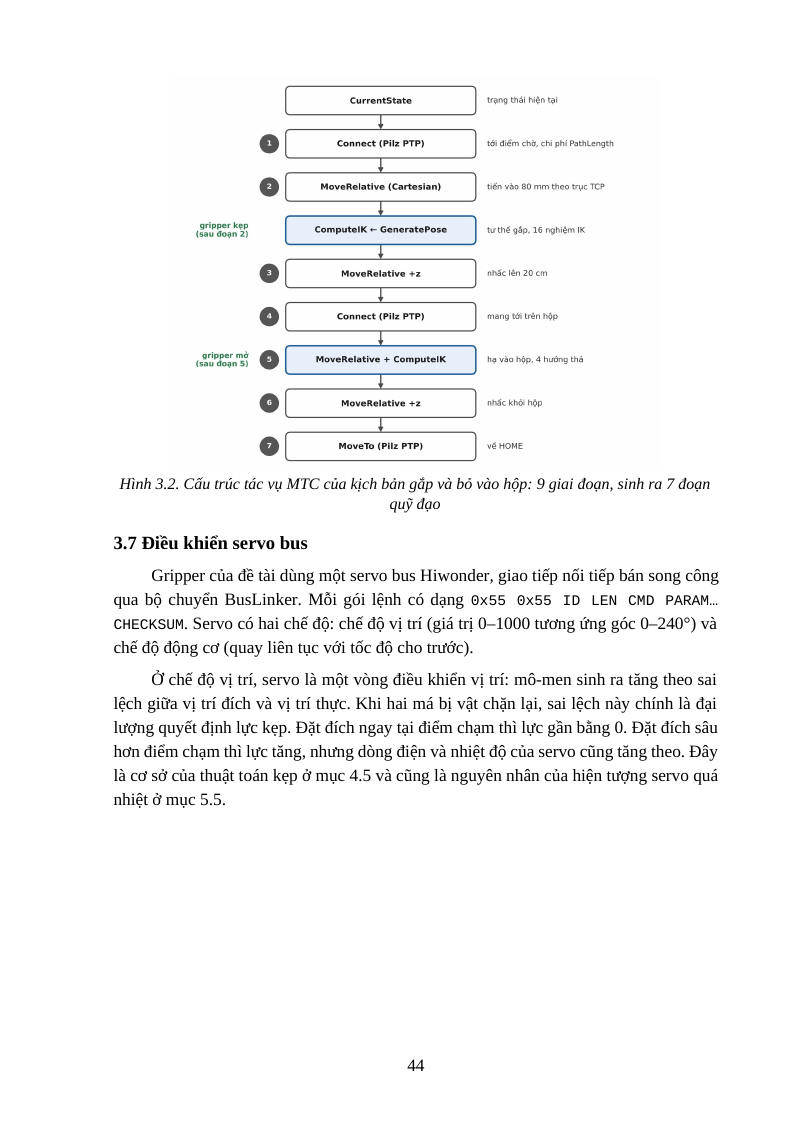 CurrentState
trạng thái hiện tại
1
Connect (Pilz PTP)
tới điểm chờ, chi phí PathLength
2
MoveRelative (Cartesian)
tiến vào 80 mm theo trục TCP
gripper kẹp
(sau đoạn 2)
ComputeIK ← GeneratePose
tư thế gắp, 16 nghiệm IK
3
MoveRelative +z
nhấc lên 20 cm
4
Connect (Pilz PTP)
mang tới trên hộp
gripper mở
(sau đoạn 5)
5
MoveRelative + ComputeIK
hạ vào hộp, 4 hướng thả
6
MoveRelative +z
nhấc khỏi hộp
7
MoveTo (Pilz PTP)
về HOME
Hình 3.2. Cấu trúc tác vụ MTC của kịch bản gắp và bỏ vào hộp: 9 giai đoạn, sinh ra 7 đoạn
quỹ đạo
3.7 Điều khiển servo bus
Gripper của đề tài dùng một servo bus Hiwonder, giao tiếp nối tiếp bán song công
qua bộ chuyển BusLinker. Mỗi gói lệnh có dạng 0x55 0x55 ID LEN CMD PARAM…
CHECKSUM. Servo có hai chế độ: chế độ vị trí (giá trị 0–1000 tương ứng góc 0–240°) và
chế độ động cơ (quay liên tục với tốc độ cho trước).
Ở chế độ vị trí, servo là một vòng điều khiển vị trí: mô-men sinh ra tăng theo sai
lệch giữa vị trí đích và vị trí thực. Khi hai má bị vật chặn lại, sai lệch này chính là đại
lượng quyết định lực kẹp. Đặt đích ngay tại điểm chạm thì lực gần bằng 0. Đặt đích sâu
hơn điểm chạm thì lực tăng, nhưng dòng điện và nhiệt độ của servo cũng tăng theo. Đây
là cơ sở của thuật toán kẹp ở mục 4.5 và cũng là nguyên nhân của hiện tượng servo quá
nhiệt ở mục 5.5.
44